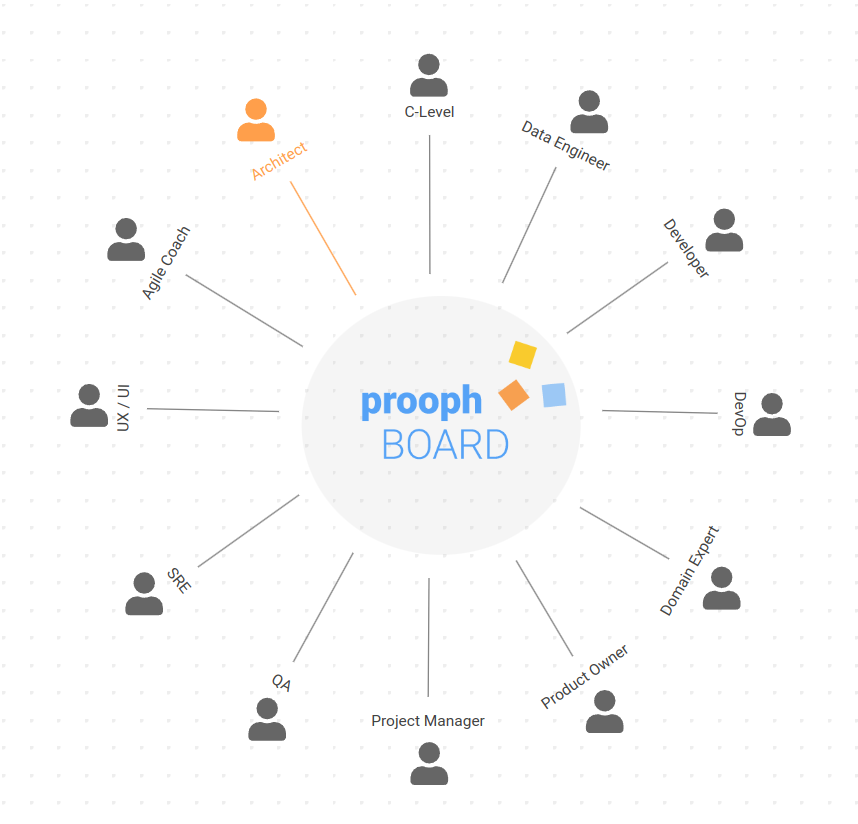 C-Level
Data Engineer
Architect
Developer
Agile Coach
UX / UI
prooph
BOARD
DevOp
Domain Expert
SRE
Product Owner
QA
Project Manager